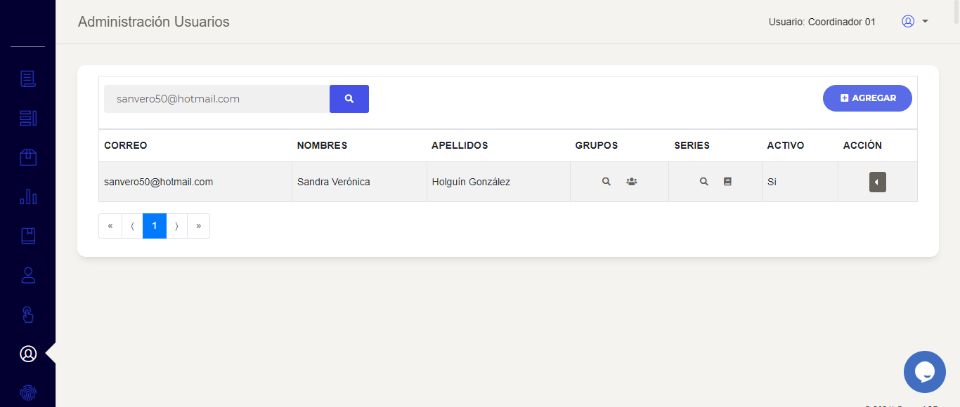 Administración Usuarios
Usuario: Coordinador 01
sanvero50@hotmail.com
AGREGAR
CORREO NOMBRES APELLIDOS GRUPOS SERIES ACTIVO ACCIÓN
sanvero50@hotmail.com Sandra Verónica Holguín González Si
« ⟨ 1 ⟩ »